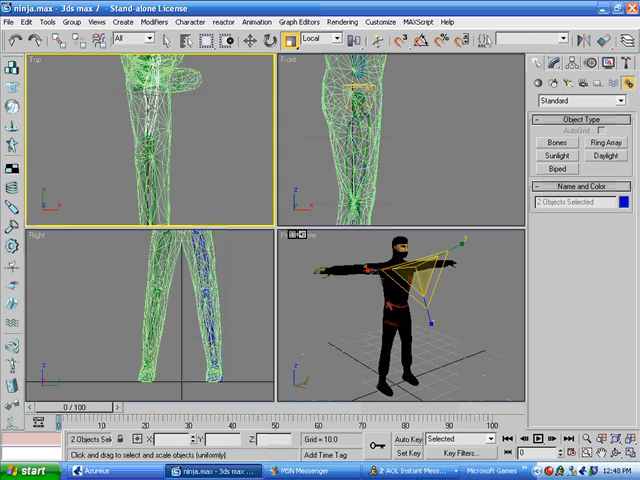 ninja.max - 3ds max 7 - Stand-alone License
Edit Tools Group Views Create Modifiers Character reactor Animation Graph Editors Rendering Customize MAXScript Help
All
Local
Top
Front
Standard
Object Type
AutoGrid
Bones Ring Array
Sunlight Daylight
Biped
Name and Color
2 Objects Selected
Right
0 / 100
0 20 30 40 50 60 70 80 90 100
2 Objects Sel
X: Y: Z:
Grid = 10.0
Auto Key
Selected
Click and drag to select and scale objects (uniformly)
Add Time Tag
Set Key
Key Filters...
0
start
Azureus
ninja.max - 3ds max ...
MSN Messenger
2 AOL Instant Mess...
Microsoft Games
12:48 PM